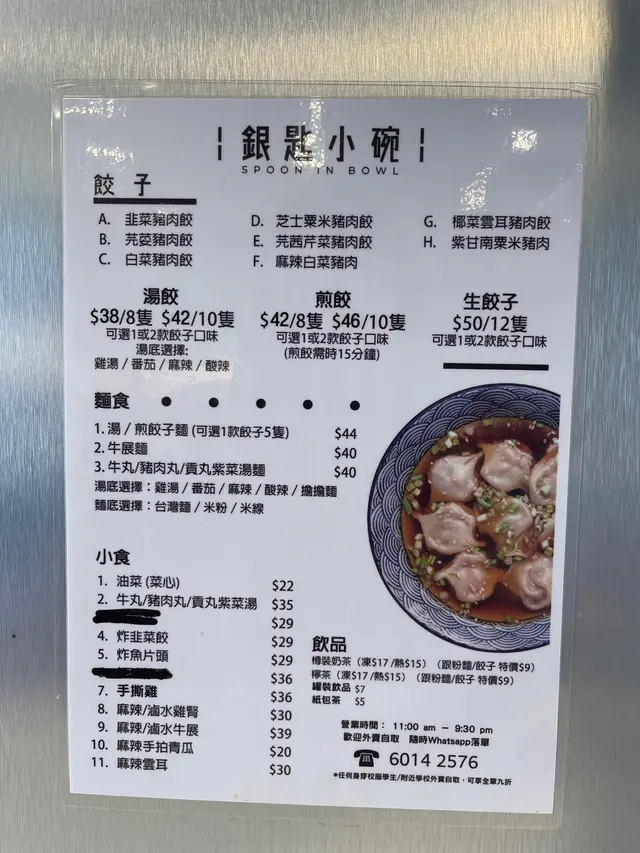 銀匙小碗
SPOON IN BOWL
餃子
A. 韭菜豬肉餃
B. 芫荽豬肉餃
C. 白菜豬肉餃
D. 芝士粟米豬肉餃
E. 芫茜芹菜豬肉餃
F. 麻辣白菜豬肉
G. 椰菜雲耳豬肉餃
H. 紫甘南粟米豬肉
湯餃
$38/8隻 $42/10隻
可選1或2款餃子口味
湯底選擇:
雞湯 / 番茄 / 麻辣 / 酸辣
煎餃
$42/8隻 $46/10隻
可選1或2款餃子口味
(煎餃需時15分鐘)
生餃子
$50/12隻
可選1或2款餃子口味
麵食
1. 湯 / 煎餃子麵 (可選1款餃子5隻) $44
2. 牛展麵 $40
3. 牛丸/豬肉丸/貢丸紫菜湯麵 $40
湯底選擇：雞湯 / 番茄 / 麻辣 / 酸辣 / 擔擔麵
麵底選擇：台灣麵 / 米粉 / 米線
小食
1. 油菜 (菜心) $22
2. 牛丸/豬肉丸/貢丸紫菜湯 $35
$29
4. 炸韭菜餃 $29
5. 炸魚片頭 $29
$36
7. 手撕雞 $36
8. 麻辣/滷水雞腎 $30
9. 麻辣/滷水牛展 $39
10. 麻辣手拍青瓜 $20
11. 麻辣雲耳 $30
飲品
樽裝奶茶（凍$17 /熱$15）（跟粉麵/餃子 特價$9）
檸茶（凍$17 /熱$15）（跟粉麵/餃子 特價$9）
罐裝飲品 $7
紙包茶 $5
營業時間： 11:00 am – 9:30 pm
歡迎外賣自取 隨時Whatsapp落單
6014 2576
*任何身穿校服學生/附近學校外賣自取，可享全單九折